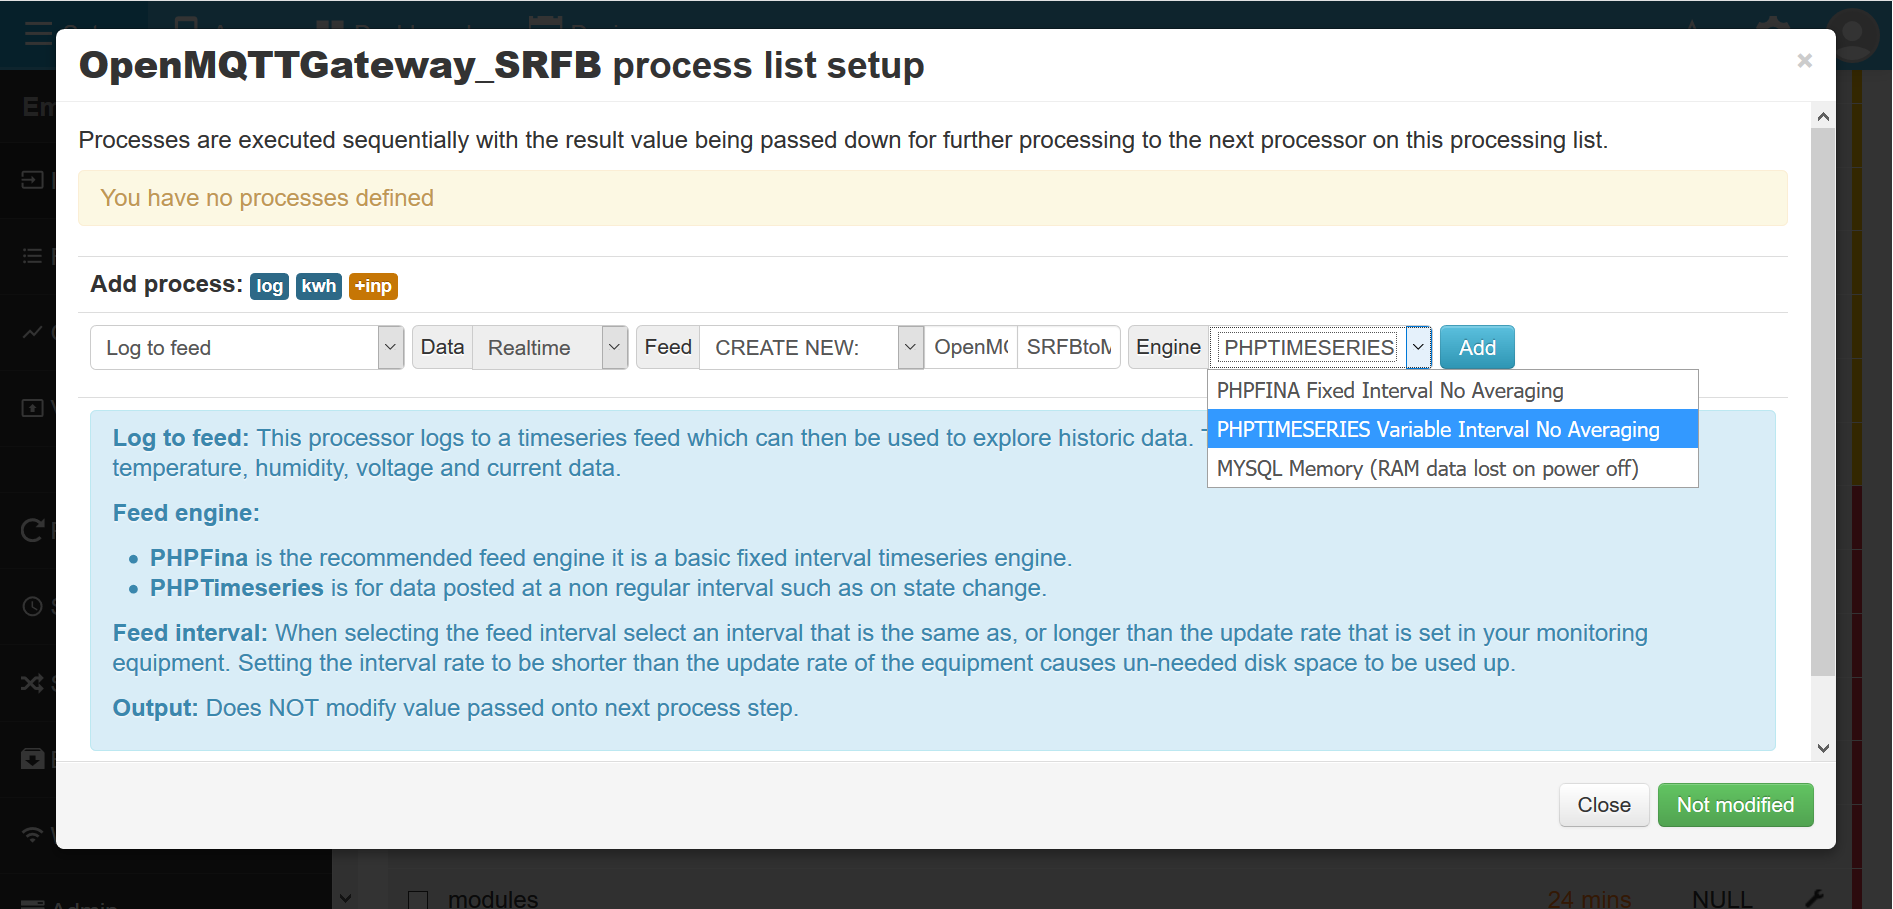 OpenMQTTGateway_SRFB process list setup
×
Processes are executed sequentially with the result value being passed down for further processing to the next processor on this processing list.
You have no processes defined
Add process: log kwh +inp
Log to feed Data Realtime Feed CREATE NEW: SRFBtoM Engine PHPTIMESERIES Add
PHPFINA Fixed Interval No Averaging
PHPTIMESERIES Variable Interval No Averaging
MYSQL Memory (RAM data lost on power off)
Log to feed: This processor logs to a timeseries feed which can then be used to explore historic data.
temperature, humidity, voltage and current data.
Feed engine:
• PHPFina is the recommended feed engine it is a basic fixed interval timeseries engine.
• PHPTimeseries is for data posted at a non regular interval such as on state change.
Feed interval: When selecting the feed interval select an interval that is the same as, or longer than the update rate that is set in your monitoring
equipment. Setting the interval rate to be shorter than the update rate of the equipment causes un-needed disk space to be used up.
Output: Does NOT modify value passed onto next process step.
Close Not modified
modules 24 mins NULL
Admin